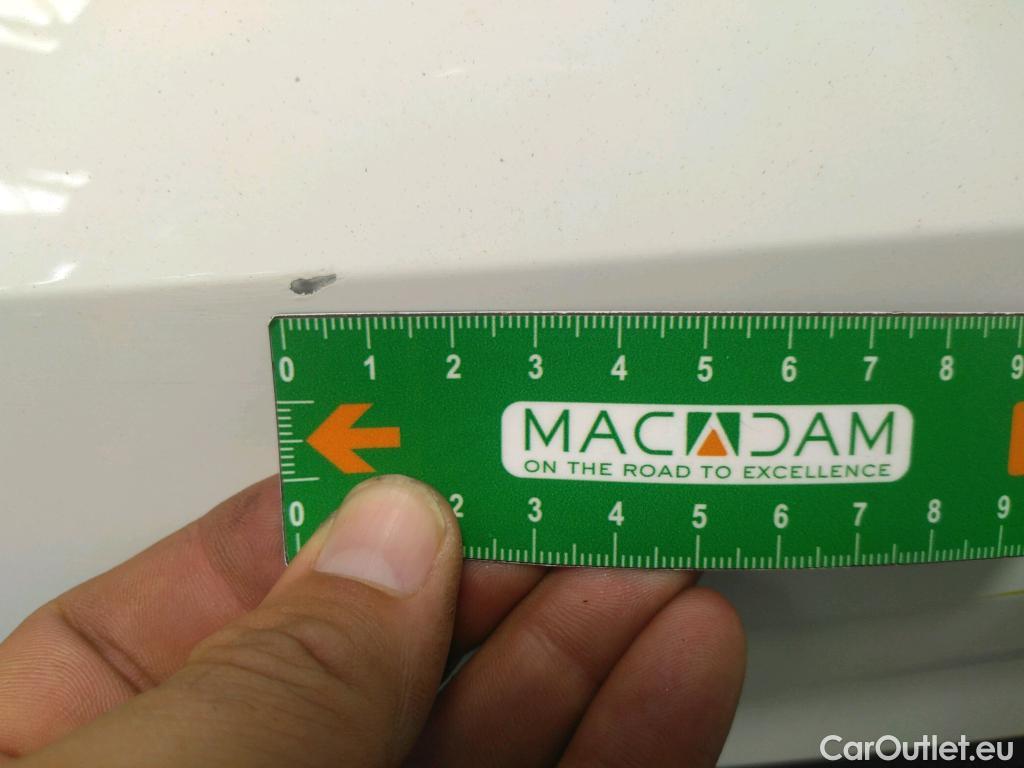 0 1 2 3 4 5 6 7 8 9
MACADAM
ON THE ROAD TO EXCELLENCE
0 2 3 4 5 6 7 8 9
CarOutlet.eu